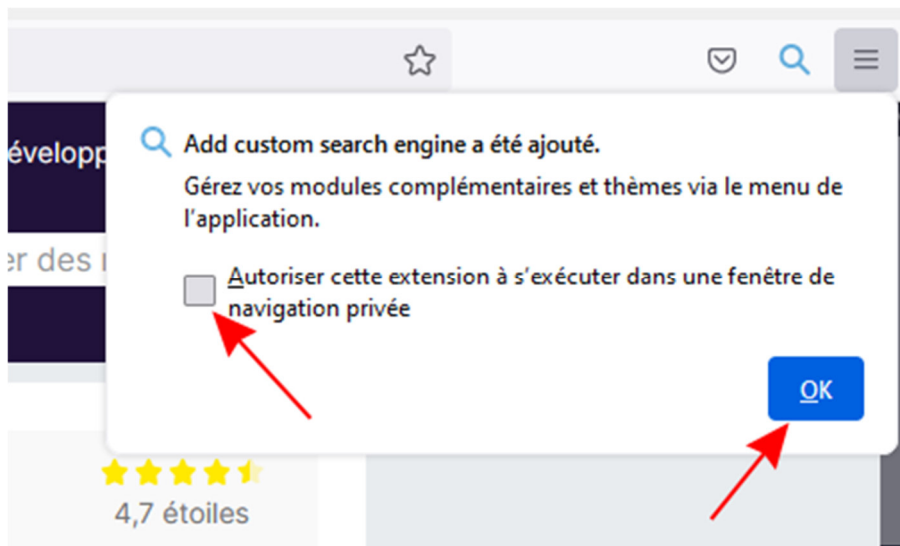 Add custom search engine a été ajouté.
évelopp
Gérez vos modules complémentaires et thèmes via le menu de
l'application.
er des
Autoriser cette extension à s'exécuter dans une fenêtre de
navigation privée
OK
4,7 étoiles